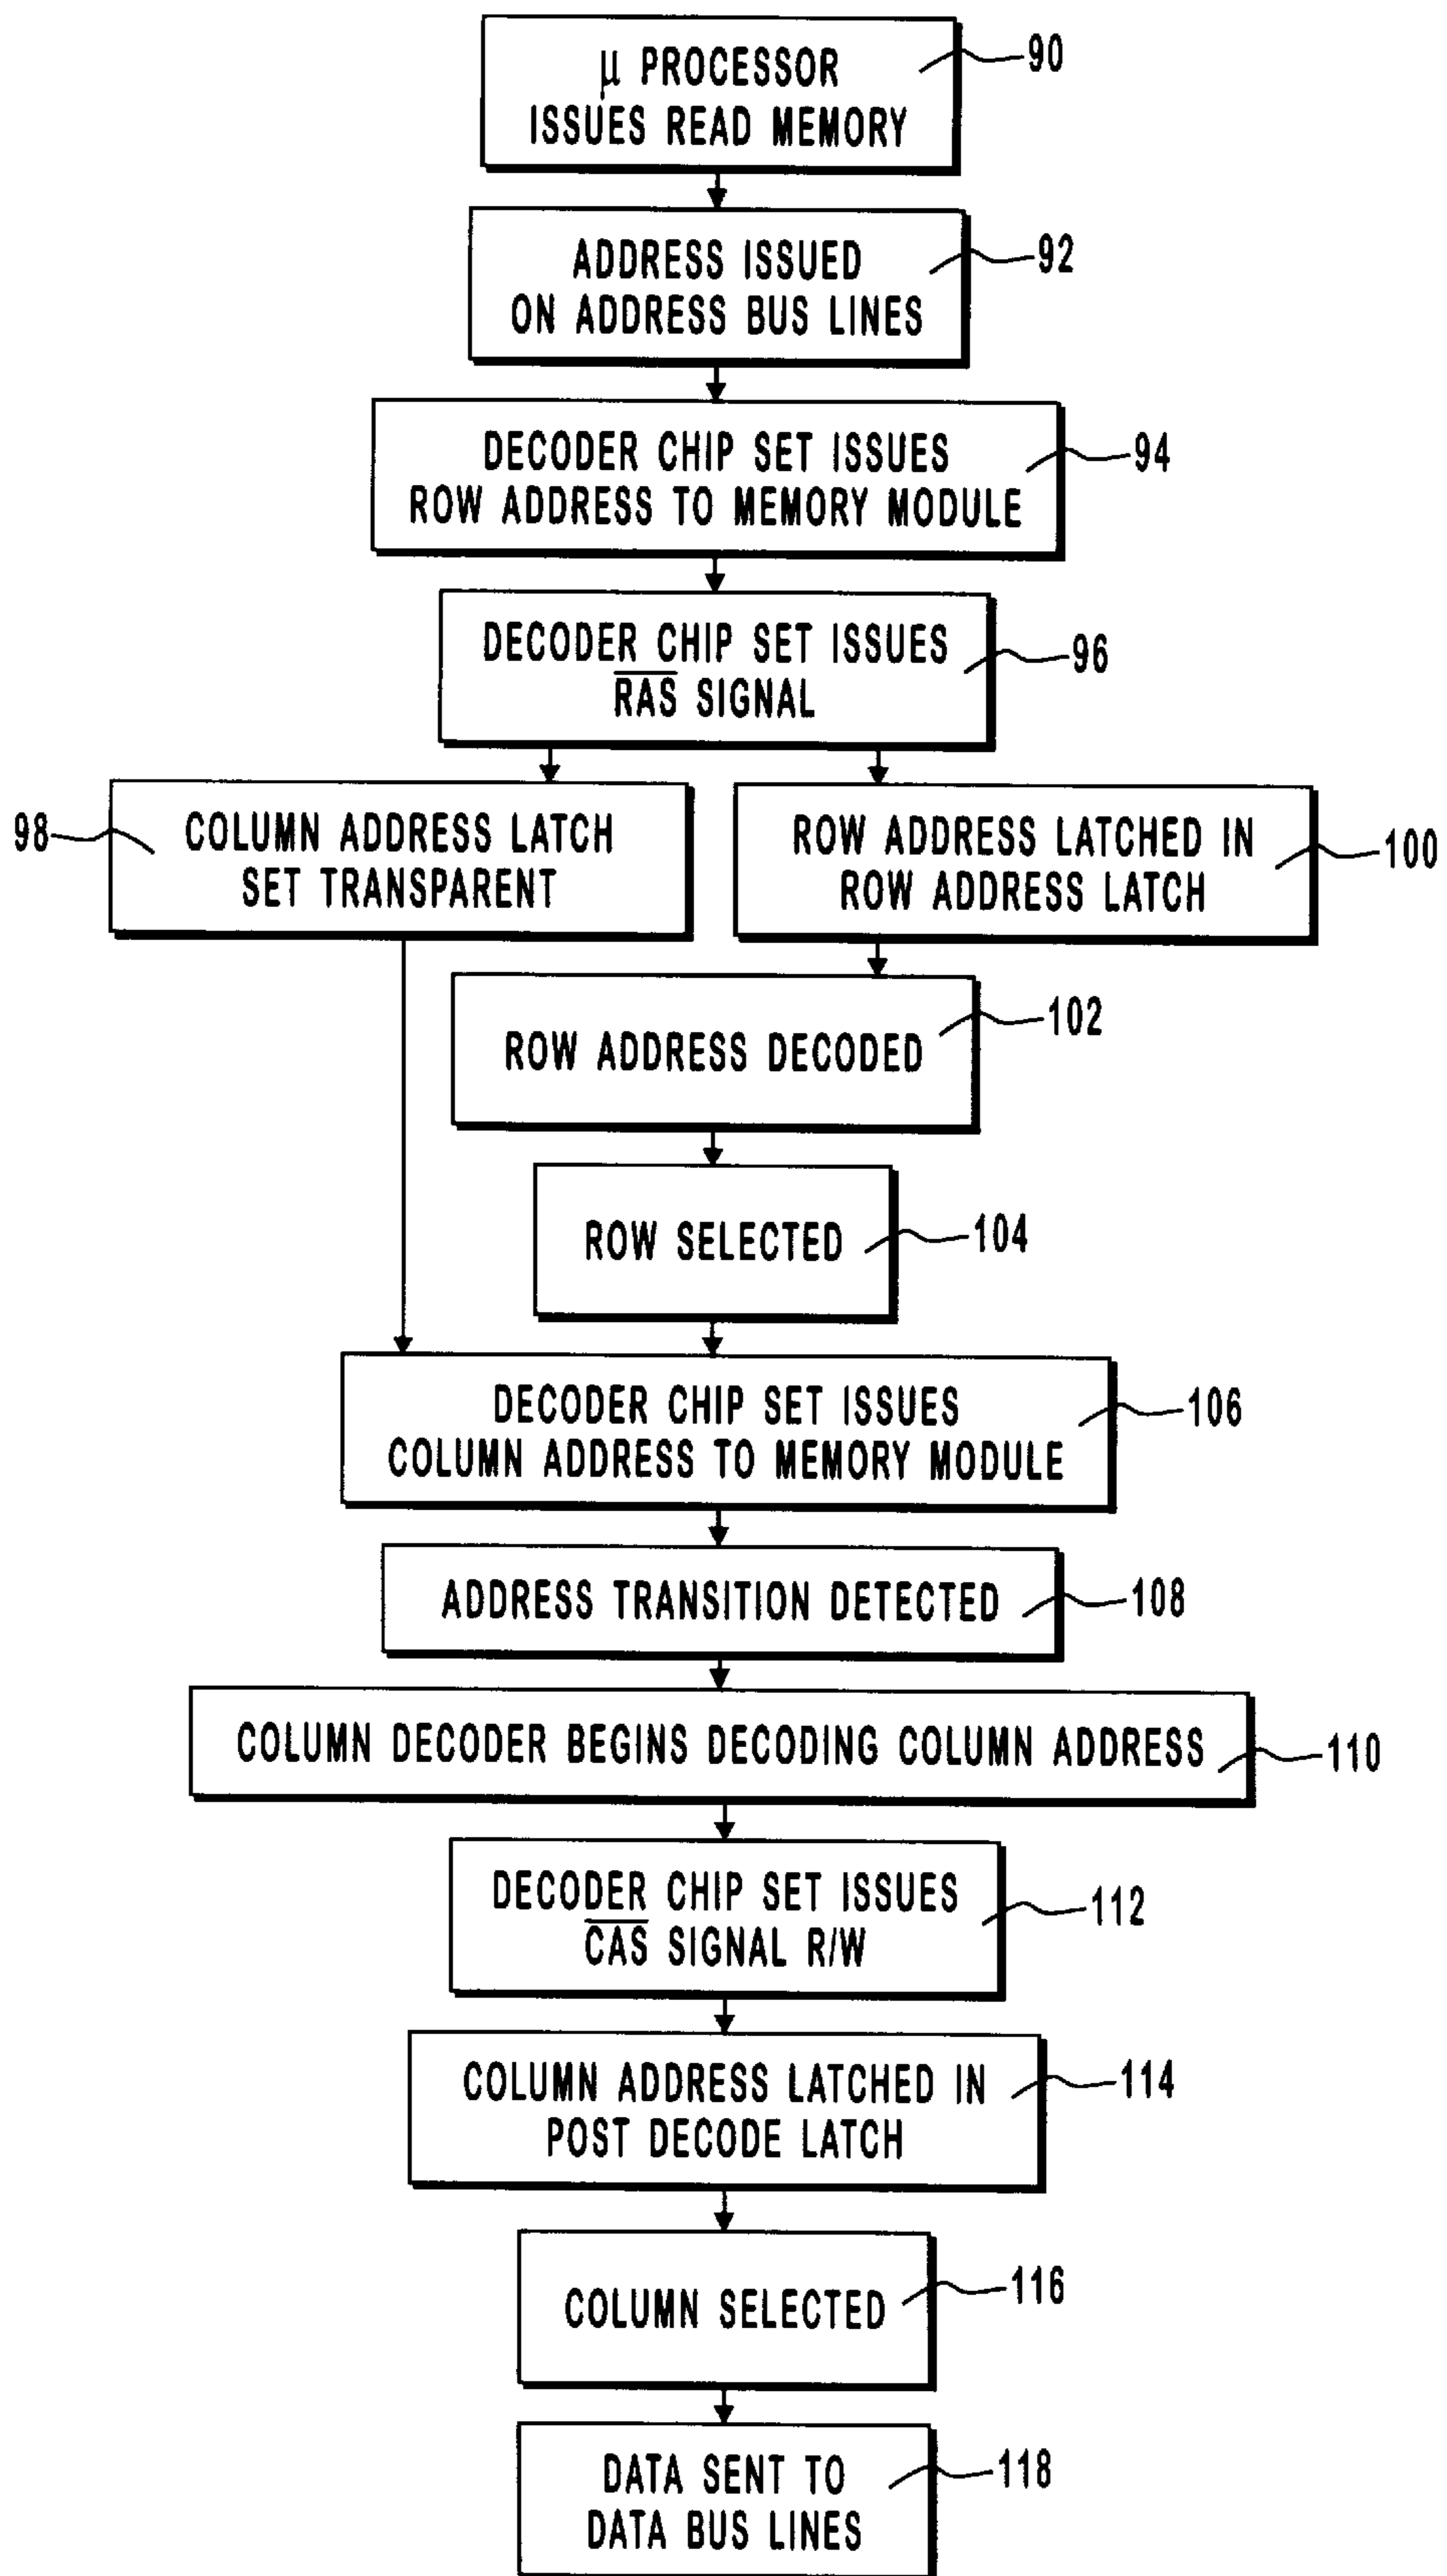 μ PROCESSOR
ISSUES READ MEMORY
90
ADDRESS ISSUED
ON ADDRESS BUS LINES
92
DECODER CHIP SET ISSUES
ROW ADDRESS TO MEMORY MODULE
94
DECODER CHIP SET ISSUES
R̅A̅S̅ SIGNAL
96
98
COLUMN ADDRESS LATCH
SET TRANSPARENT
ROW ADDRESS LATCHED IN
ROW ADDRESS LATCH
100
ROW ADDRESS DECODED
102
ROW SELECTED
104
DECODER CHIP SET ISSUES
COLUMN ADDRESS TO MEMORY MODULE
106
ADDRESS TRANSITION DETECTED
108
COLUMN DECODER BEGINS DECODING COLUMN ADDRESS
110
DECODER CHIP SET ISSUES
C̅A̅S̅ SIGNAL R/W
112
COLUMN ADDRESS LATCHED IN
POST DECODE LATCH
114
COLUMN SELECTED
116
DATA SENT TO
DATA BUS LINES
118